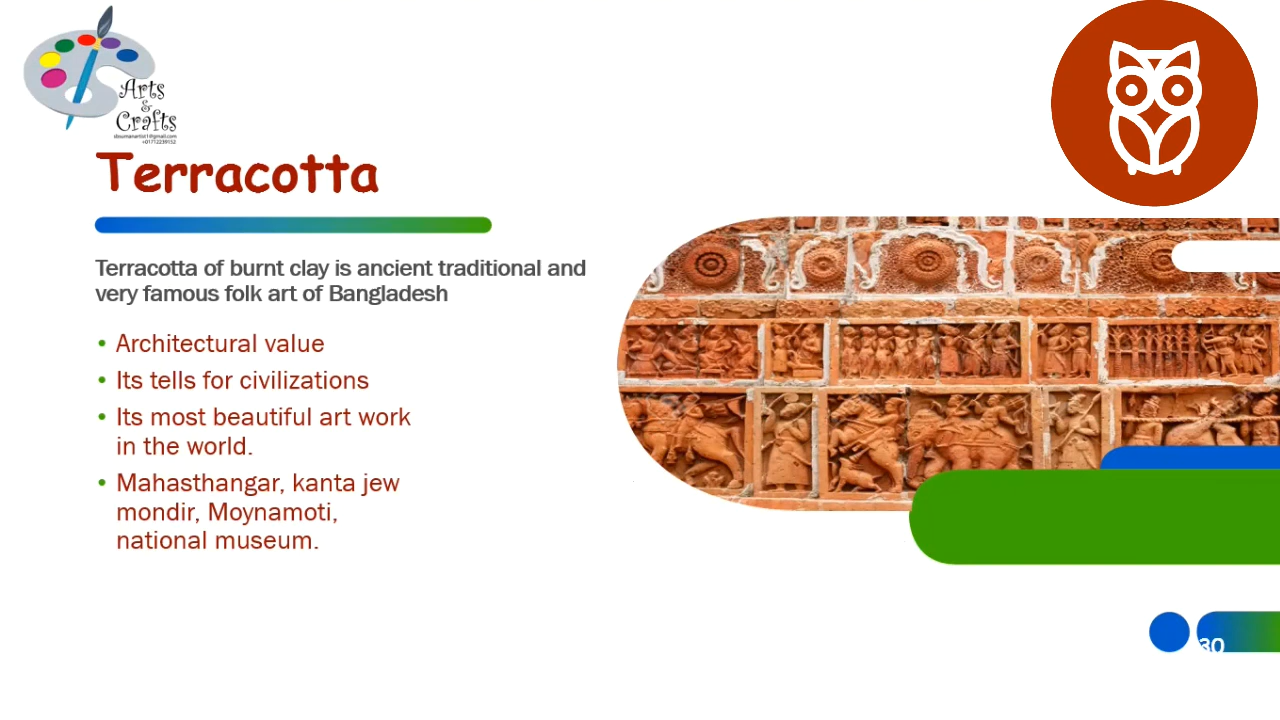 Arts
&
Crafts
Terracotta
Terracotta of burnt clay is ancient traditional and
very famous folk art of Bangladesh
• Architectural value
• Its tells for civilizations
• Its most beautiful art work
in the world.
• Mahasthangar, kanta jew
mondir, Moynamoti,
national museum.
30